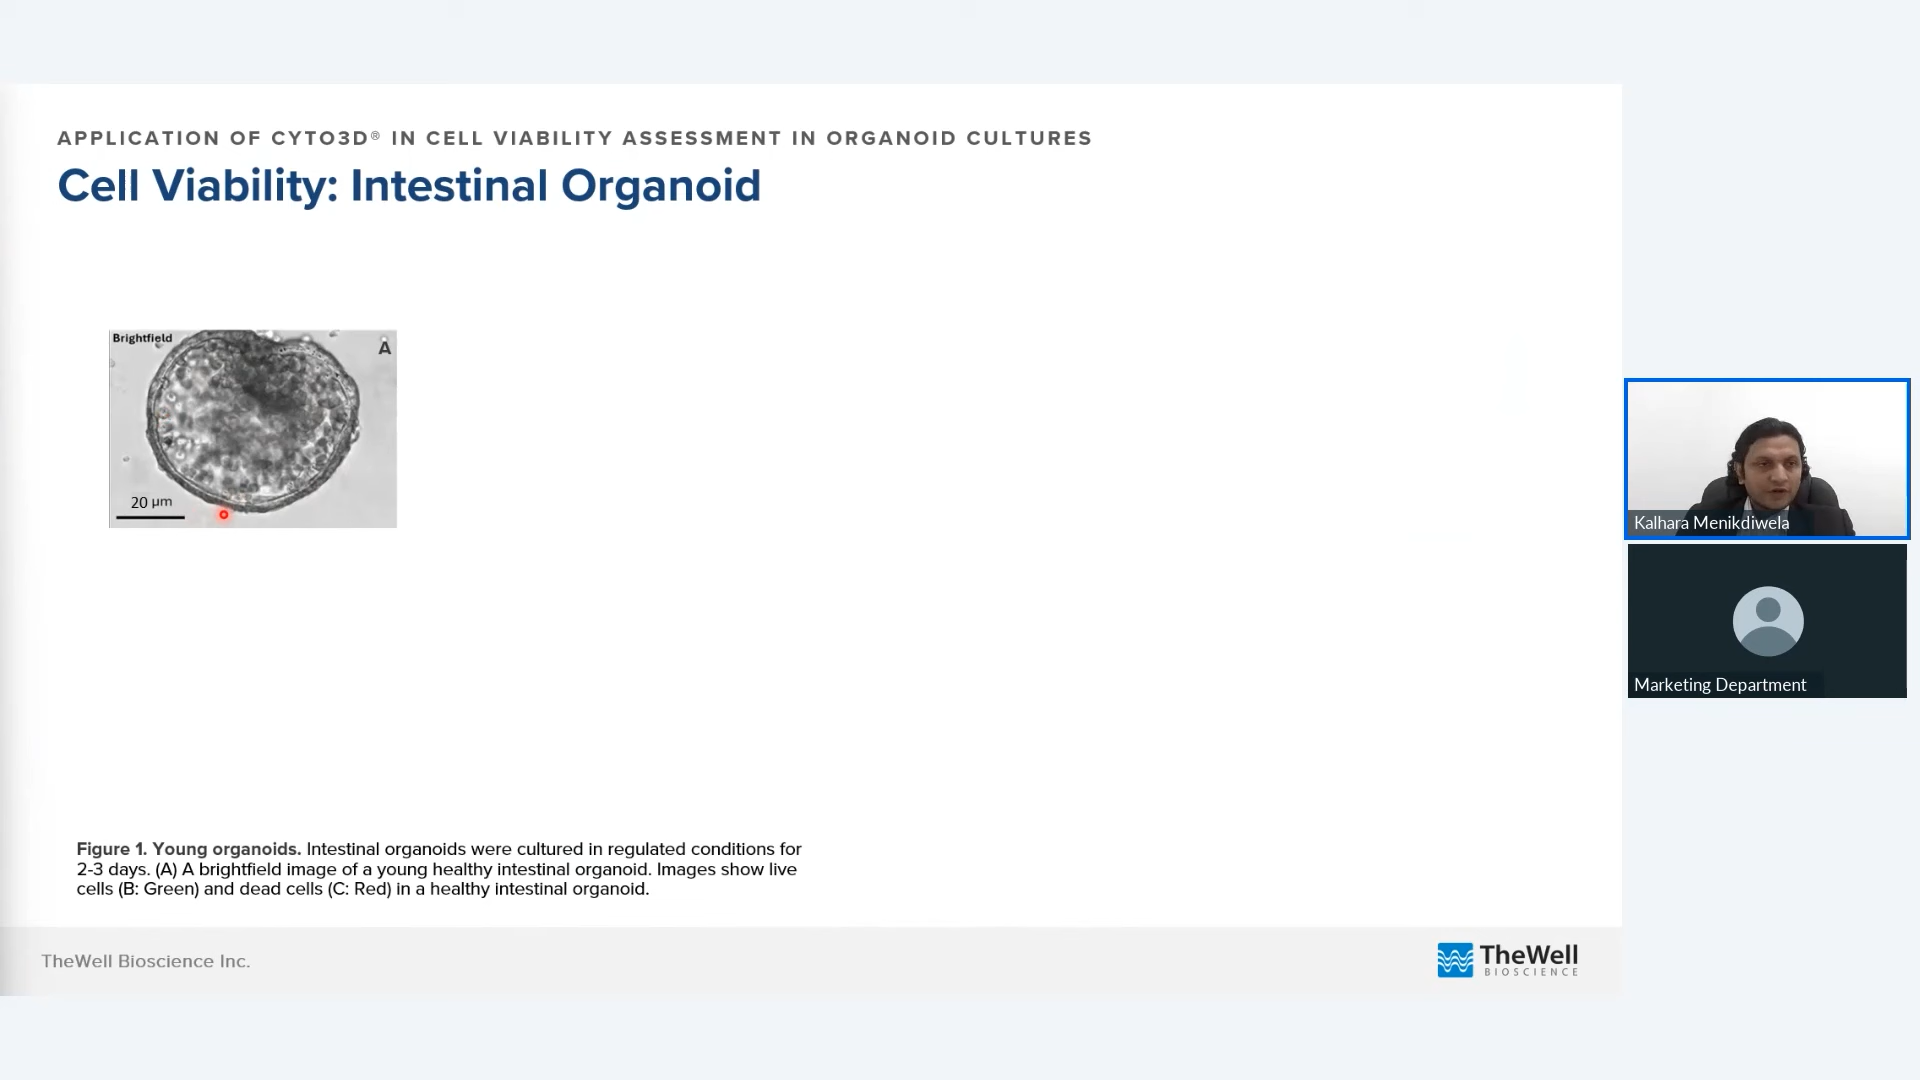 APPLICATION OF CYTO3D® IN CELL VIABILITY ASSESSMENT IN ORGANOID CULTURES
Cell Viability: Intestinal Organoid
Brightfield
A
20 µm
Kalhara Menikdiwela
Marketing Department
Figure 1. Young organoids. Intestinal organoids were cultured in regulated conditions for
2-3 days. (A) A brightfield image of a young healthy intestinal organoid. Images show live
cells (B: Green) and dead cells (C: Red) in a healthy intestinal organoid.
TheWell Bioscience Inc.
TheWell
BIOSCIENCE